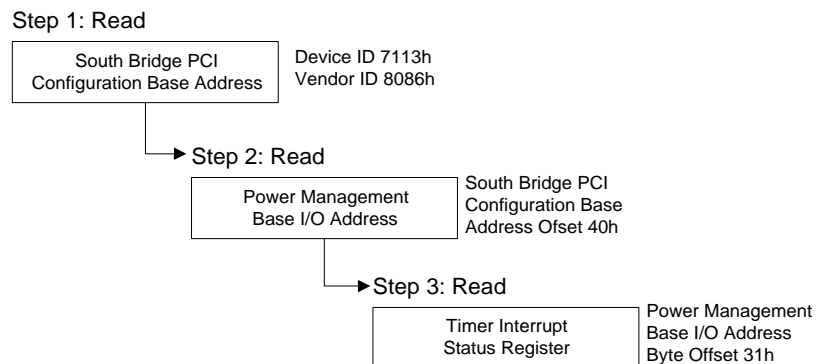 Step 1: Read
South Bridge PCI
Configuration Base Address
Device ID 7113h
Vendor ID 8086h
Step 2: Read
Power Management
Base I/O Address
South Bridge PCI
Configuration Base
Address Ofset 40h
Step 3: Read
Timer Interrupt
Status Register
Power Management
Base I/O Address
Byte Offset 31h